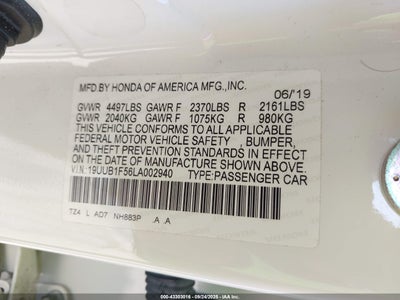 MFD.BY HONDA OF AMERICA MFG.,INC. 06/'19
GVWR 4497LBS GAWR F 2370LBS R 2161LBS
GVWR 2040KG GAWR F 1075KG R 980KG
THIS VEHICLE CONFORMS TO ALL APPLICABLE
FEDERAL MOTOR VEHICLE SAFETY , BUMPER,
AND THEFT PREVENTION STANDARDS IN EFFECT
ON THE DATE OF MANUFACTURE SHOWN ABOVE.
V.I.N:19UUB1F56LA002940 TYPE:PASSENGER CAR
TZ4 L AD7 NH883P .A .A
000-43303016 - 09/24/2025 - IAA, Inc.